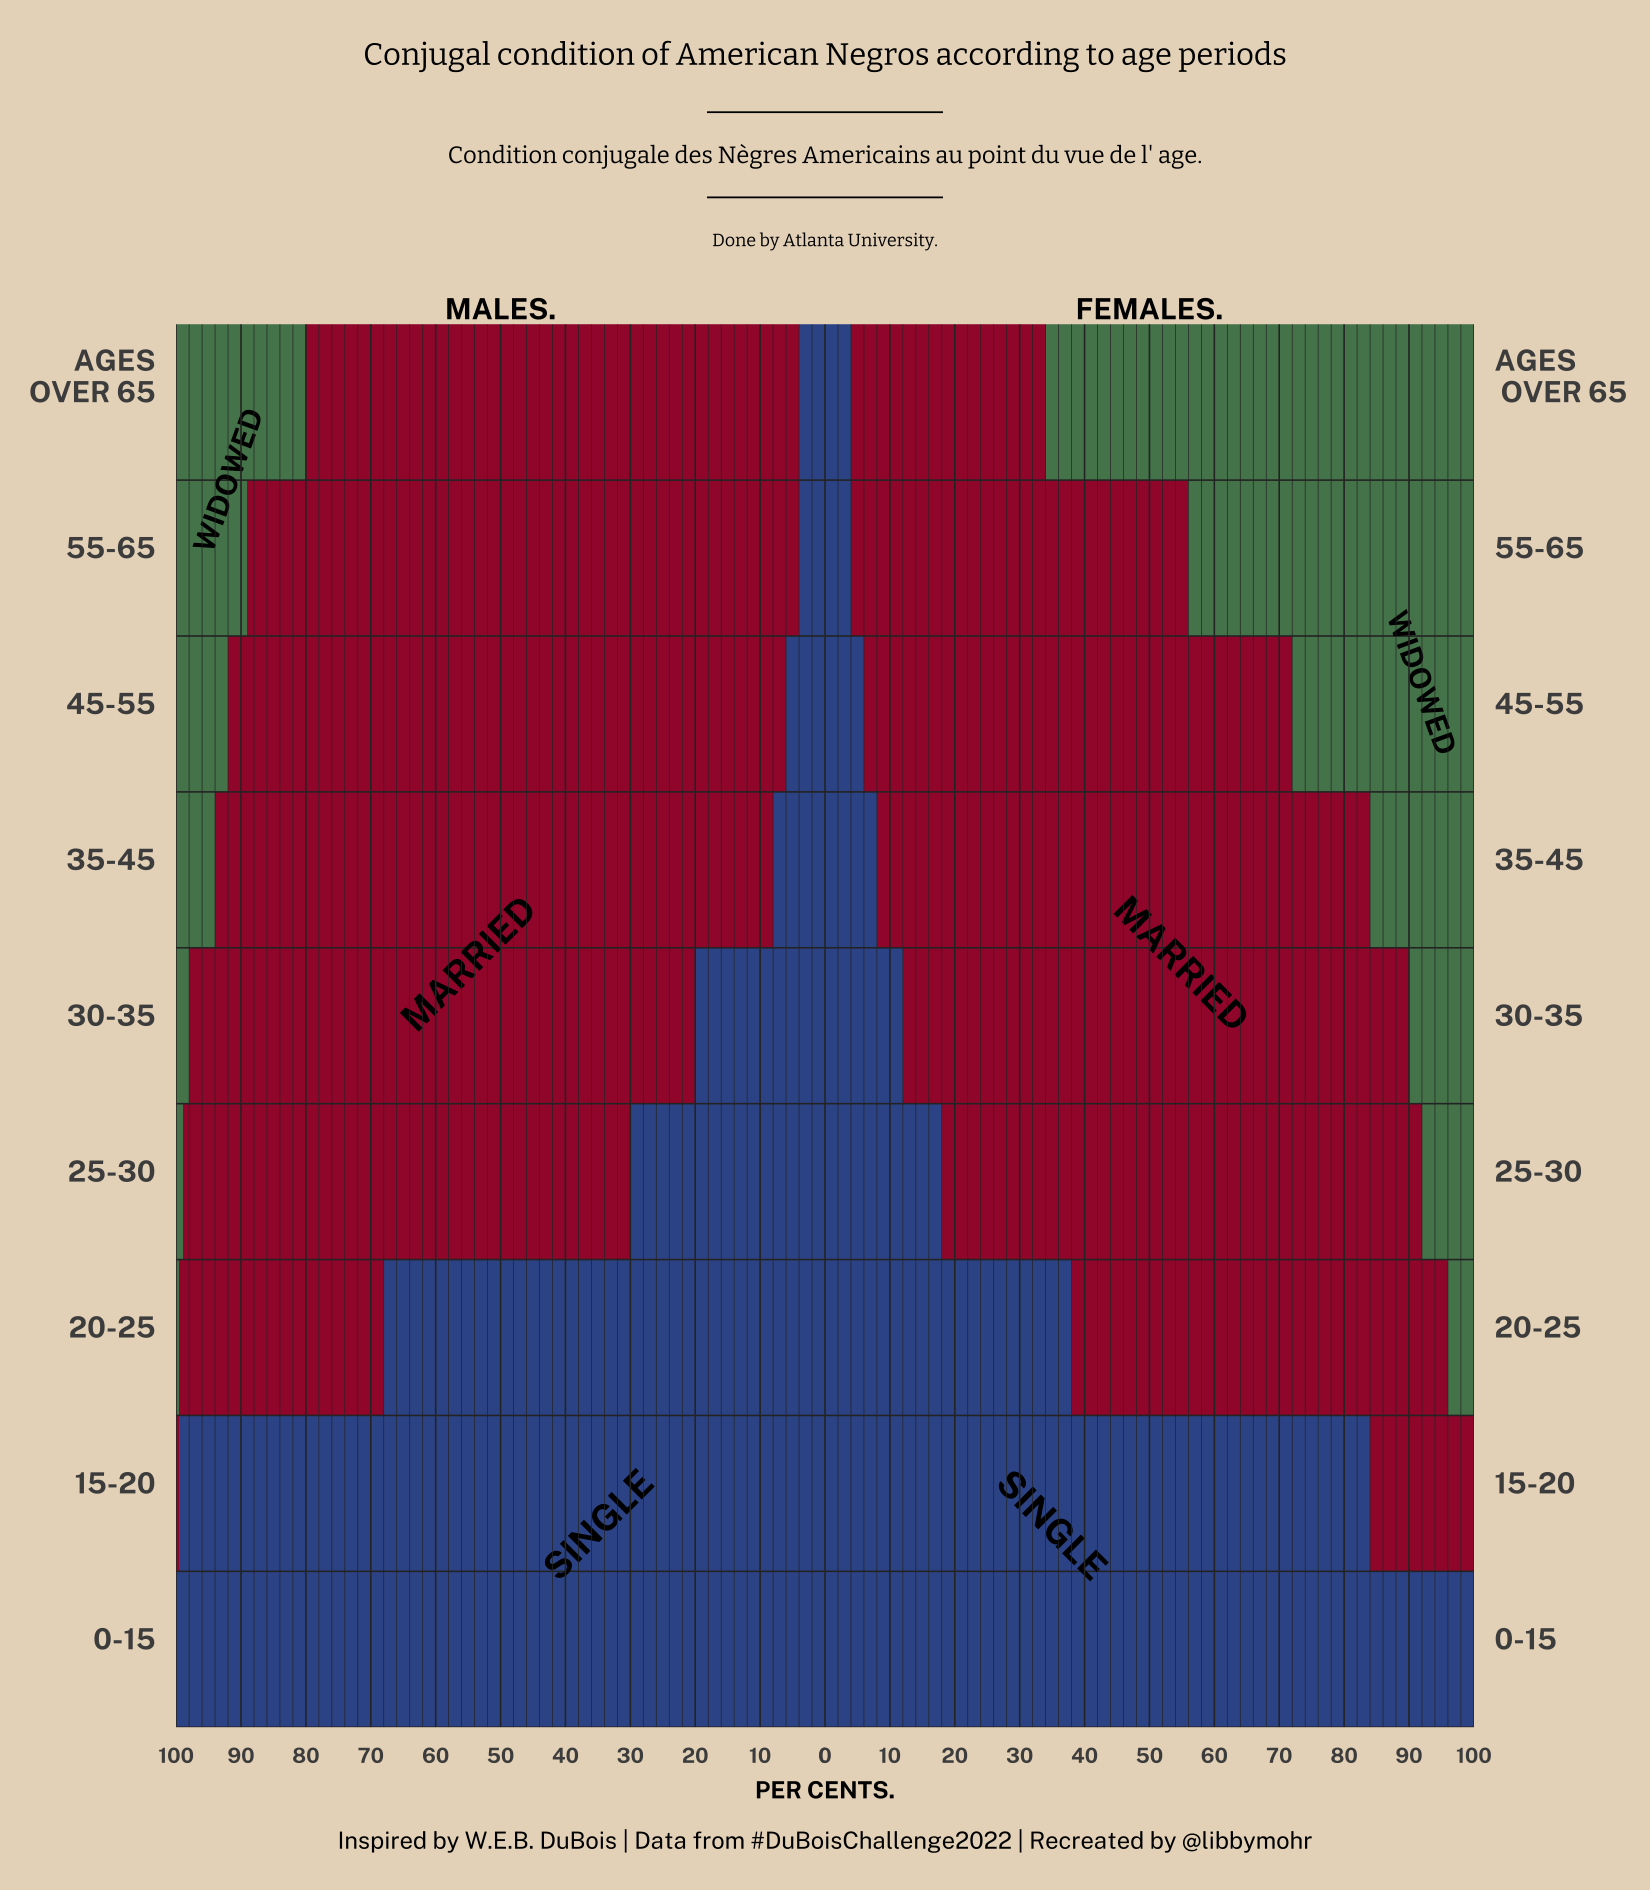 Conjugal condition of American Negros according to age periods
Condition conjugale des Nègres Americains au point du vue de l' age.
Done by Atlanta University.
MALES. FEMALES.
AGES AGES
OVER 65 OVER 65
WIDOWED
55-65 55-65
WIDOWED
45-55 45-55
35-45 35-45
MARRIED MARRIED
30-35 30-35
25-30 25-30
20-25 20-25
15-20 15-20
SINGLE SINGLE
0-15 0-15
100 90 80 70 60 50 40 30 20 10 0 10 20 30 40 50 60 70 80 90 100
PER CENTS.
Inspired by W.E.B. DuBois | Data from #DuBoisChallenge2022 | Recreated by @libbymohr